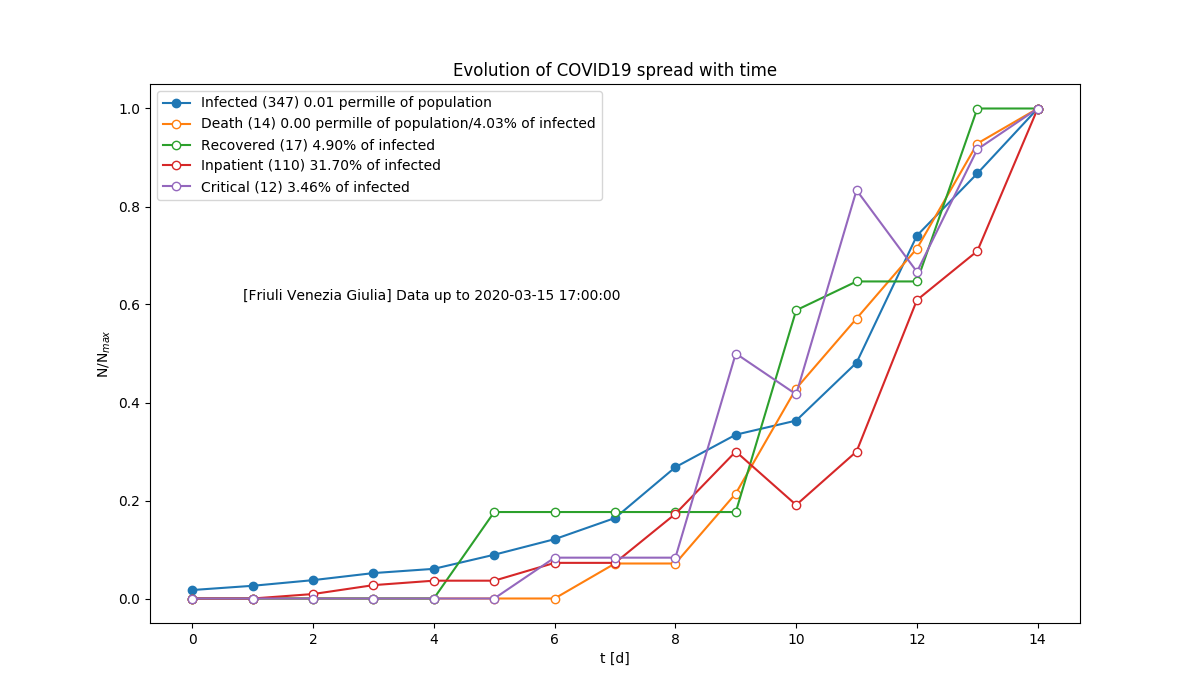 Evolution of COVID19 spread with time
Infected (347) 0.01 permille of population
Death (14) 0.00 permille of population/4.03% of infected
Recovered (17) 4.90% of infected
Inpatient (110) 31.70% of infected
Critical (12) 3.46% of infected
[Friuli Venezia Giulia] Data up to 2020-03-15 17:00:00
N/Nmax
1.0
0.8
0.6
0.4
0.2
0.0
0 2 4 6 8 10 12 14
t [d]